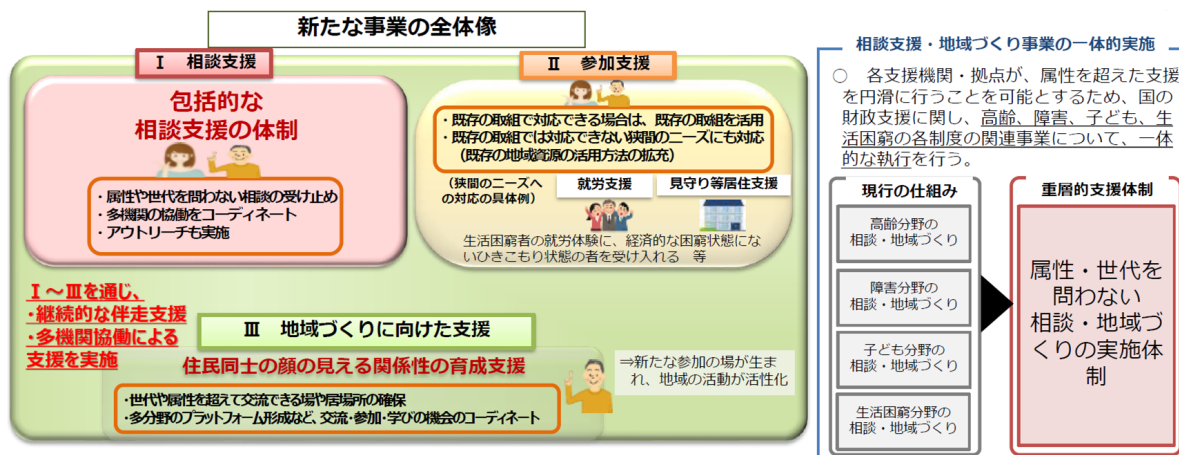 新たな事業の全体像
Ⅰ 相談支援
包括的な
相談支援の体制
・属性や世代を問わない相談の受け止め
・多機関の協働をコーディネート
・アウトリーチも実施
Ⅱ 参加支援
・既存の取組で対応できる場合は、既存の取組を活用
・既存の取組では対応できない狭間のニーズにも対応
(既存の地域資源の活用方法の拡充)
(狭間のニーズへ
の対応の具体例)
就労支援
見守り等居住支援
生活困窮者の就労体験に、経済的な困窮状態にな
いひきこもり状態の者を受け入れる 等
Ⅰ~Ⅲを通じ、
・継続的な伴走支援
・多機関協働による
支援を実施
Ⅲ 地域づくりに向けた支援
住民同士の顔の見える関係性の育成支援
・世代や属性を超えて交流できる場や居場所の確保
・多分野のプラットフォーム形成など、交流・参加・学びの機会のコーディネート
⇒新たな参加の場が生ま
れ、地域の活動が活性化
相談支援・地域づくり事業の一体的実施
○ 各支援機関・拠点が、属性を超えた支援
を円滑に行うことを可能とするため、国の
財政支援に関し、高齢、障害、子ども、生
活困窮の各制度の関連事業について、一体
的な執行を行う。
現行の仕組み
高齢分野の
相談・地域づくり
障害分野の
相談・地域づくり
子ども分野の
相談・地域づくり
生活困窮分野の
相談・地域づくり
重層的支援体制
属性・世代を
問わない
相談・地域づ
くりの実施体
制